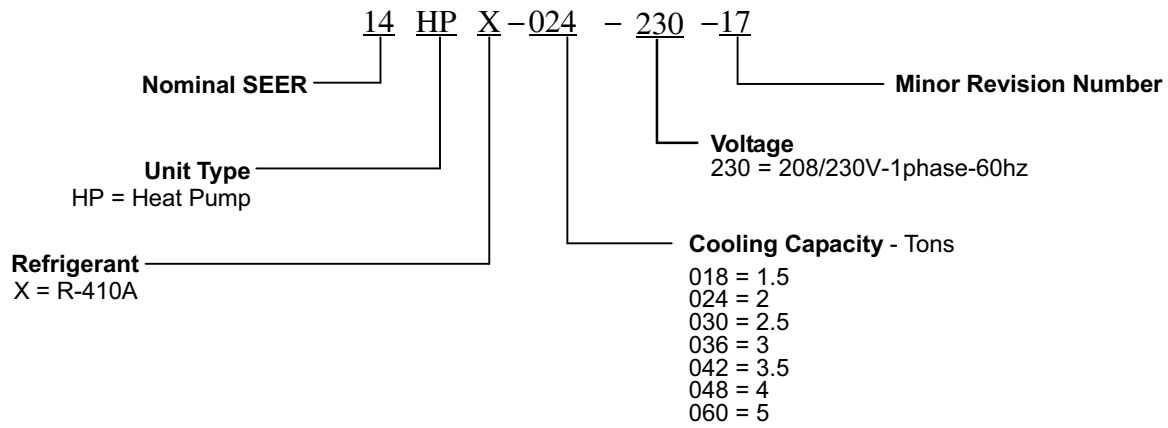 14 HP X –024 – 230 –17
Nominal SEER
Minor Revision Number
Unit Type
HP = Heat Pump
Voltage
230 = 208/230V-1phase-60hz
Refrigerant
X = R-410A
Cooling Capacity - Tons
018 = 1.5
024 = 2
030 = 2.5
036 = 3
042 = 3.5
048 = 4
060 = 5